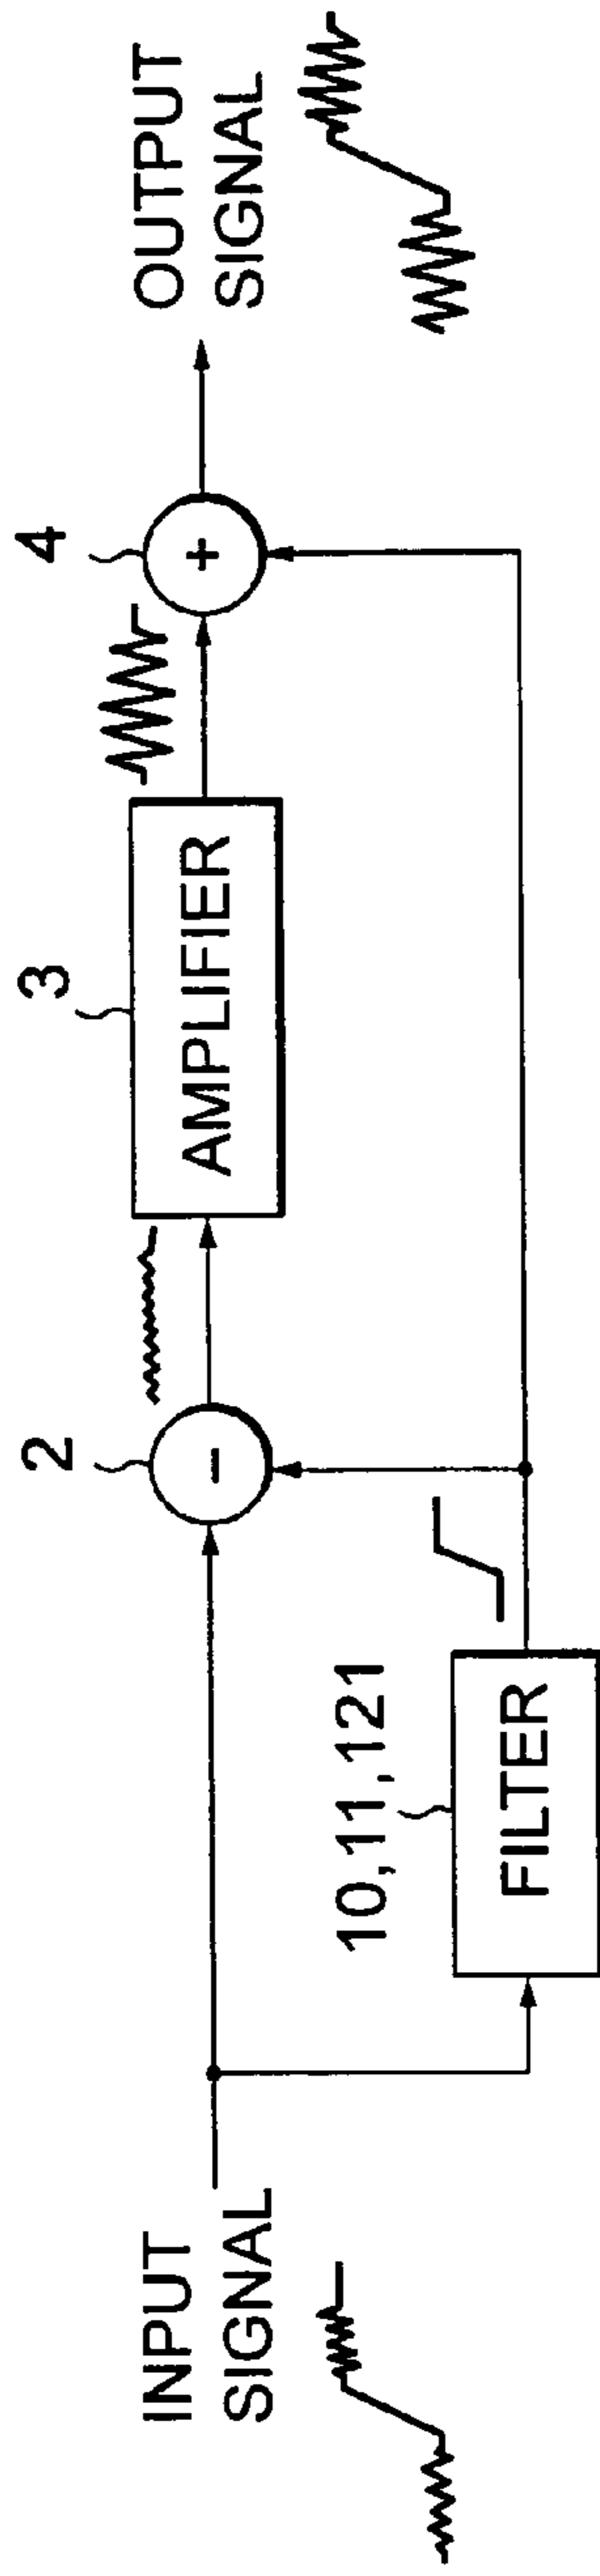 INPUT
SIGNAL
10,11,121
FILTER
2
−
3
AMPLIFIER
4
+
OUTPUT
SIGNAL